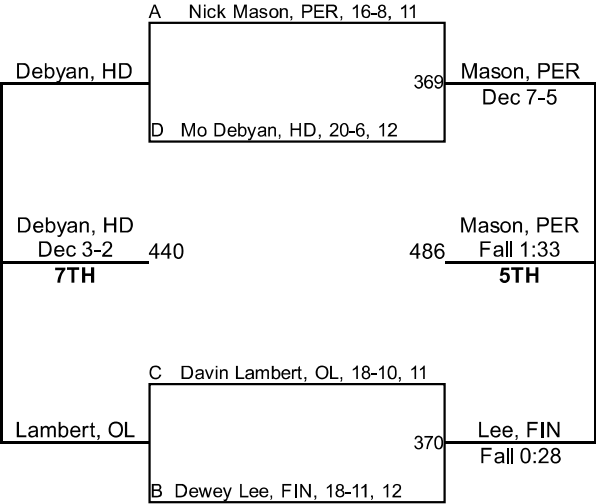 A Nick Mason, PER, 16-8, 11
Debyan, HD
369
Mason, PER
Dec 7-5
D Mo Debyan, HD, 20-6, 12
Debyan, HD
Dec 3-2
7TH
440
486
Mason, PER
Fall 1:33
5TH
C Davin Lambert, OL, 18-10, 11
Lambert, OL
370
Lee, FIN
Fall 0:28
B Dewey Lee, FIN, 18-11, 12